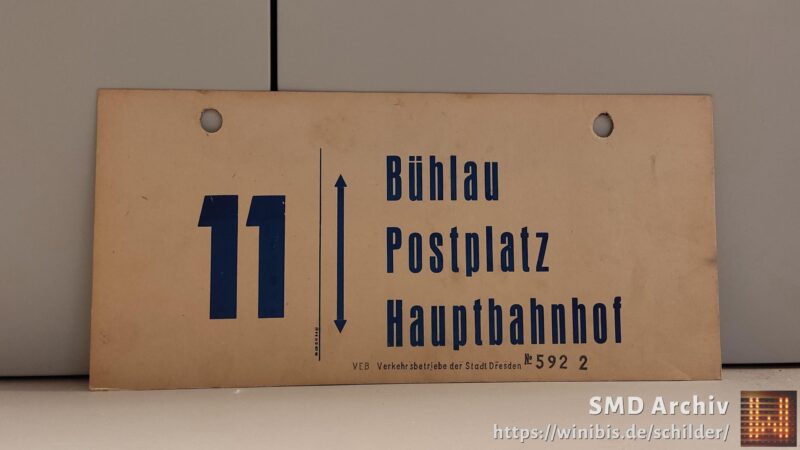 11
Bühlau
Postplatz
Hauptbahnhof
VEB Verkehrsbetriebe der Stadt Dresden № 592 2
SMD Archiv
https://winibis.de/schilder/